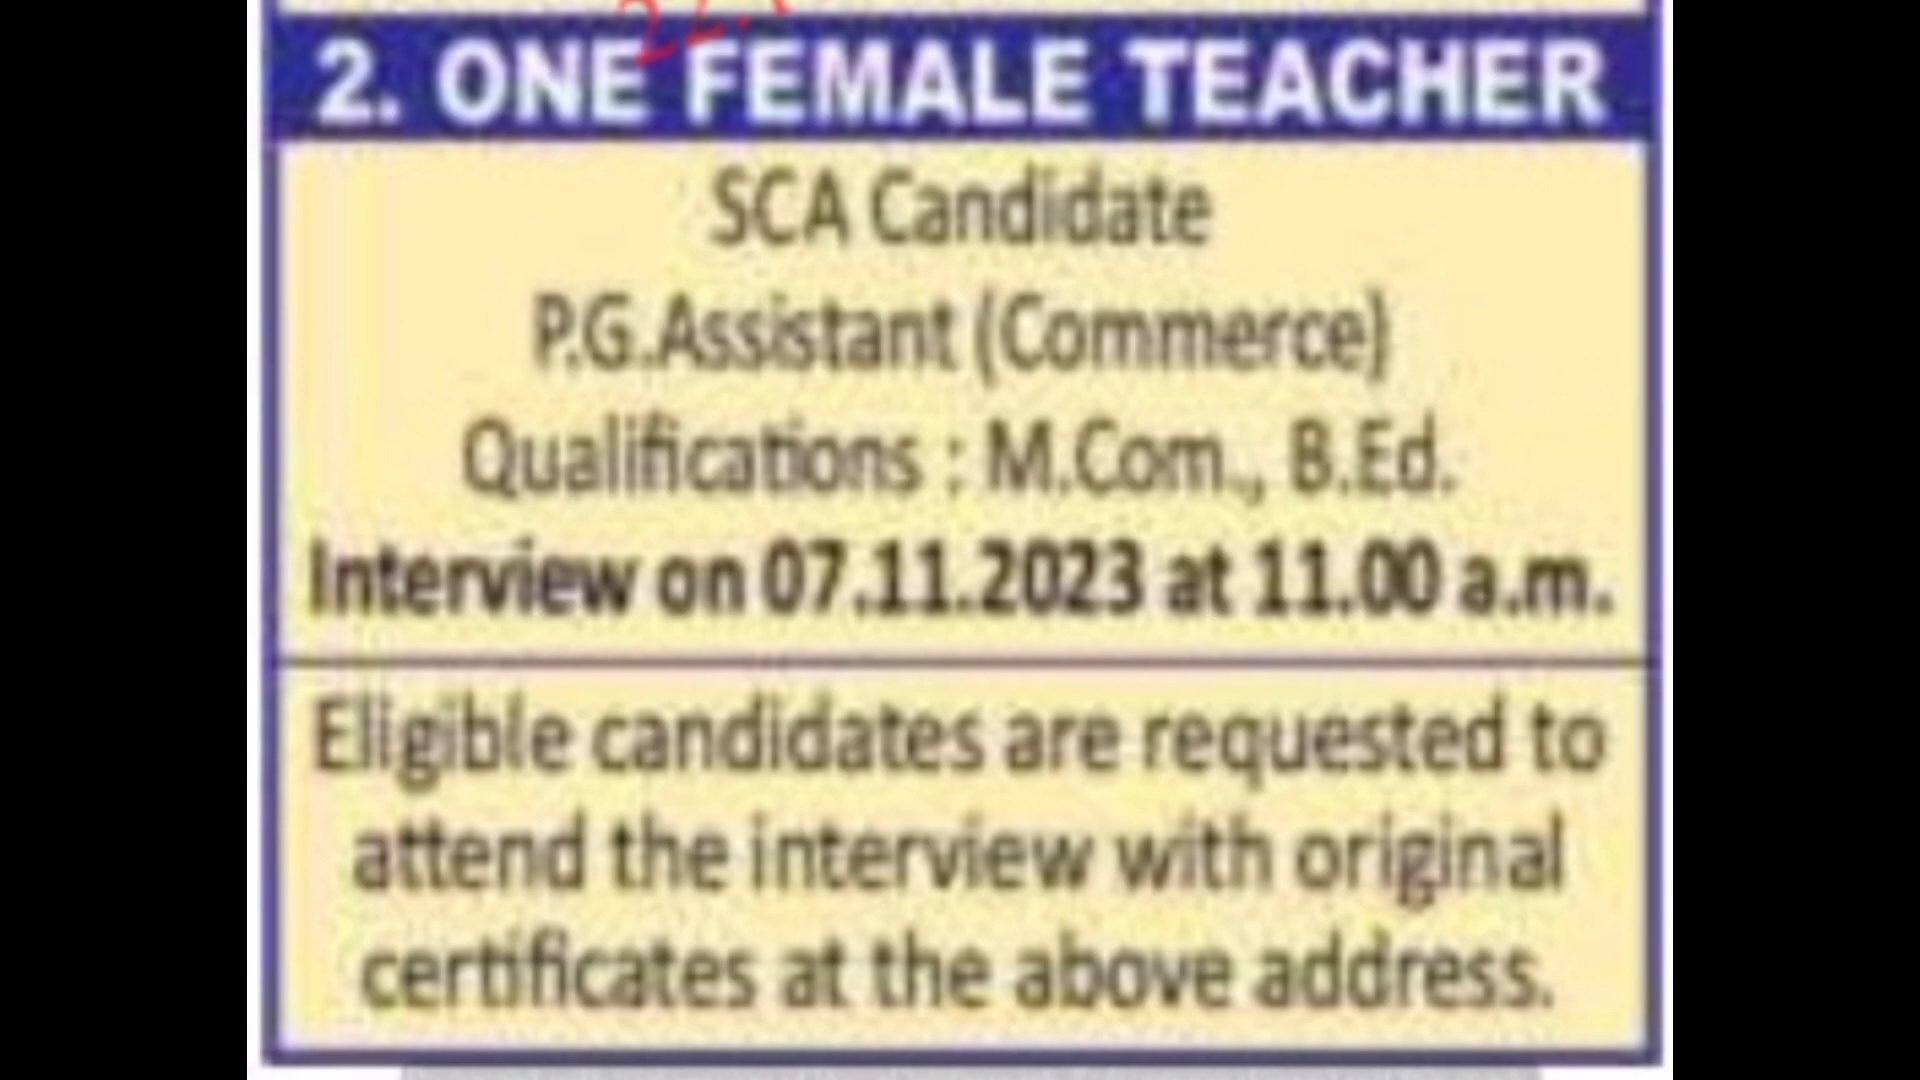 2. ONE FEMALE TEACHER
SCA Candidate
P.G.Assistant (Commerce)
Qualifications : M.Com., B.Ed.
Interview on 07.11.2023 at 11.00 a.m.
Eligible candidates are requested to
attend the interview with original
certificates at the above address.